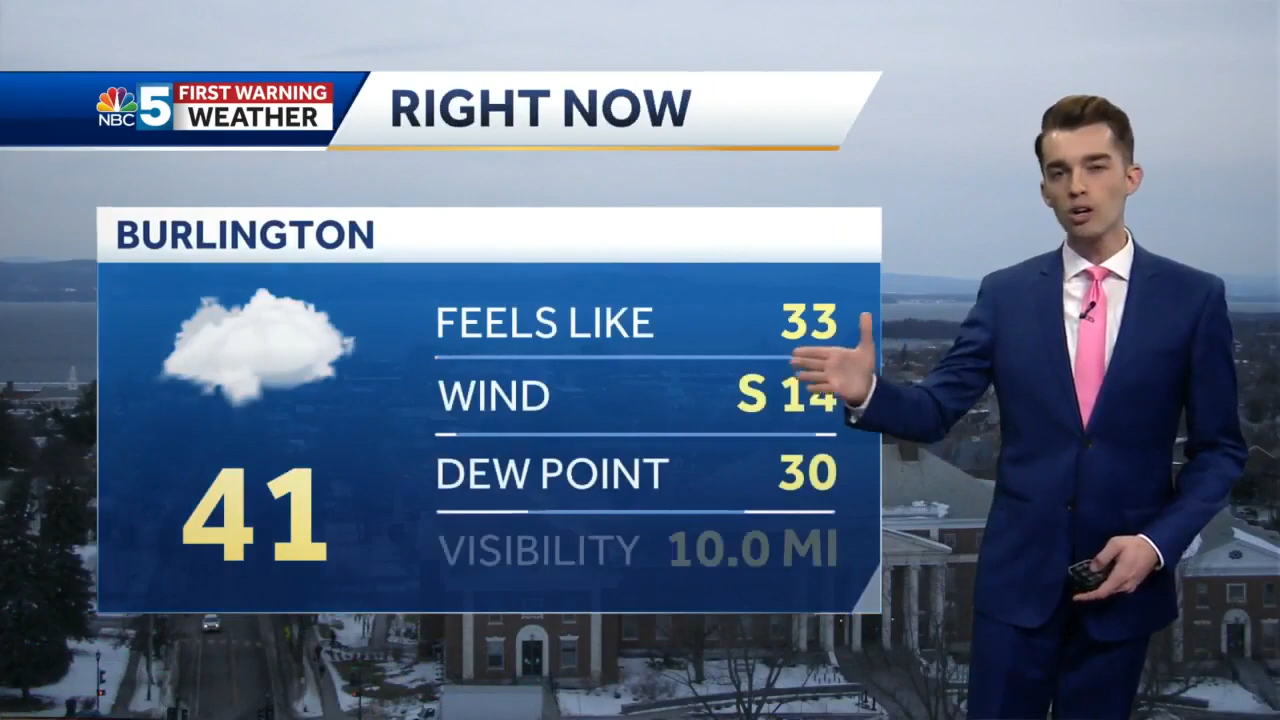 NBC 5 FIRST WARNING WEATHER
RIGHT NOW
BURLINGTON
41
FEELS LIKE 33
WIND S 14
DEW POINT 30
VISIBILITY 10.0 MI